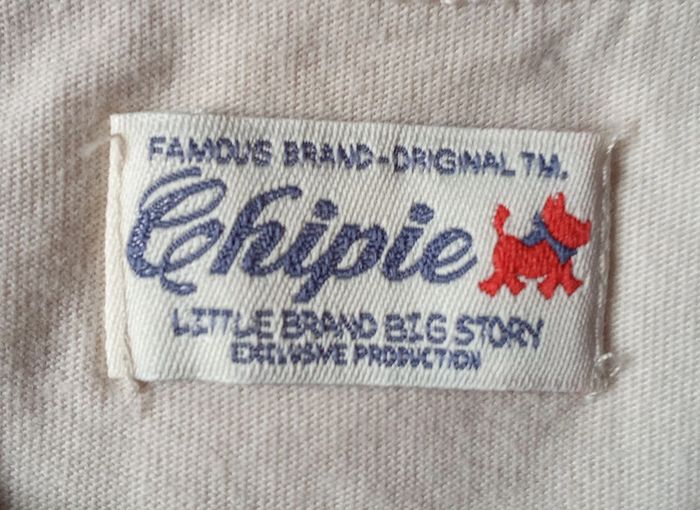 FAMOUS BRAND-ORIGINAL TM.
Chipie
LITTLE BRAND BIG STORY
EXCLUSIVE PRODUCTION